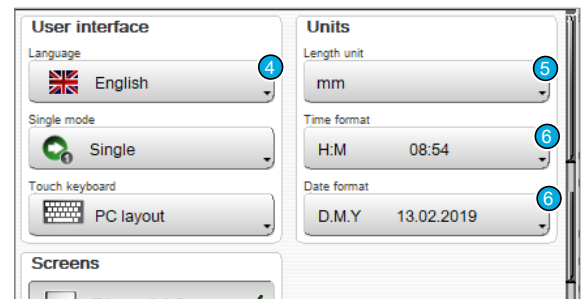 User interface
Language
English
4
Single mode
1
Single
Touch keyboard
PC layout
Screens
Units
Length unit
mm
5
Time format
H:M 08:54
6
Date format
D.M.Y 13.02.2019
6